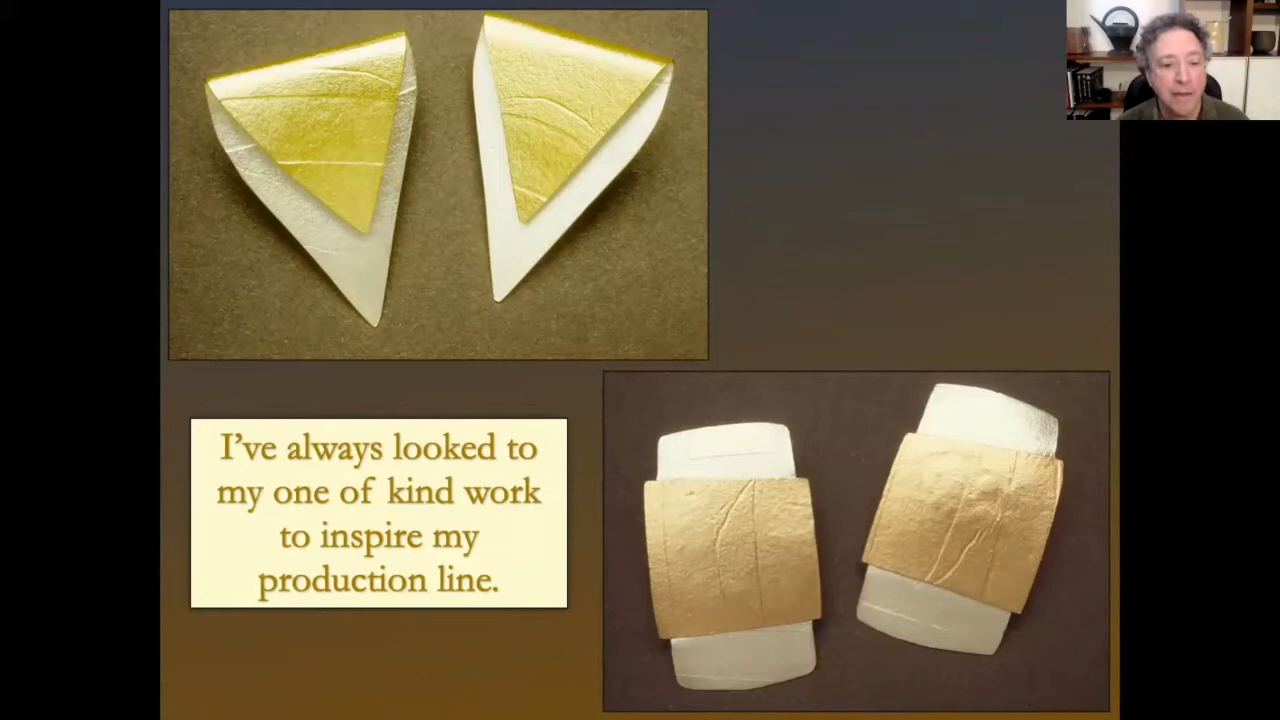 I've always looked to
my one of kind work
to inspire my
production line.